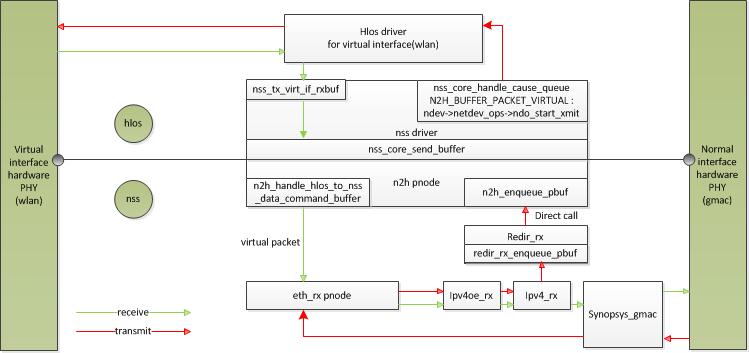 Hlos driver
for virtual interface(wlan)
nss_tx_virt_if_rxbuf
nss_core_handle_cause_queue
N2H_BUFFER_PACKET_VIRTUAL :
ndev->netdev_ops->ndo_start_xmit
hlos
nss driver
nss_core_send_buffer
Virtual
interface
hardware
PHY
(wlan)
Normal
interface
hardware
PHY
(gmac)
nss
n2h_handle_hlos_to_nss
_data_command_buffer
n2h pnode
n2h_enqueue_pbuf
Direct call
virtual packet
Redir_rx
redir_rx_enqueue_pbuf
eth_rx pnode
Ipv4oe_rx
Ipv4_rx
Synopsys_gmac
receive
transmit